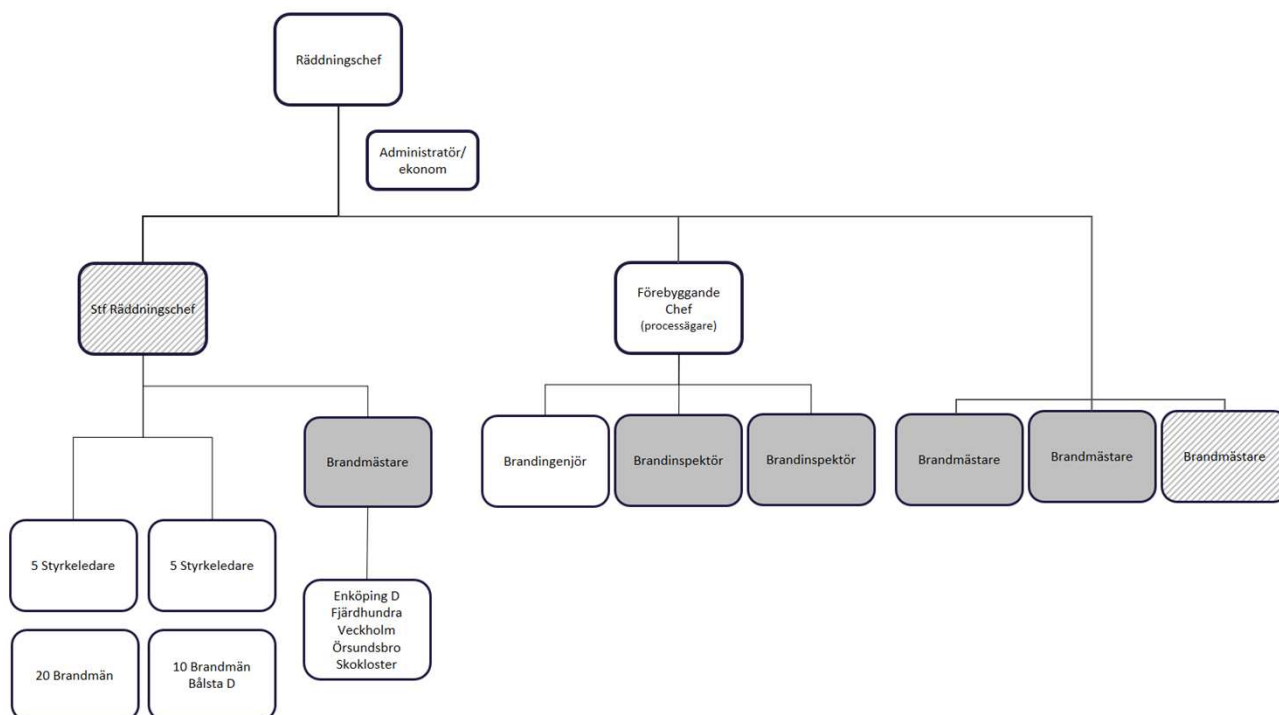 Räddningschef
Administratör/
ekonom
Stf Räddningschef
Förebyggande
Chef
(processägare)
Brandmästare
Brandingenjör
Brandinspektör
Brandinspektör
Brandmästare
Brandmästare
Brandmästare
5 Styrkeledare
5 Styrkeledare
Enköping D
Fjärdhundra
Veckholm
Örsundsbro
Skokloster
20 Brandmän
10 Brandmän
Bålsta D